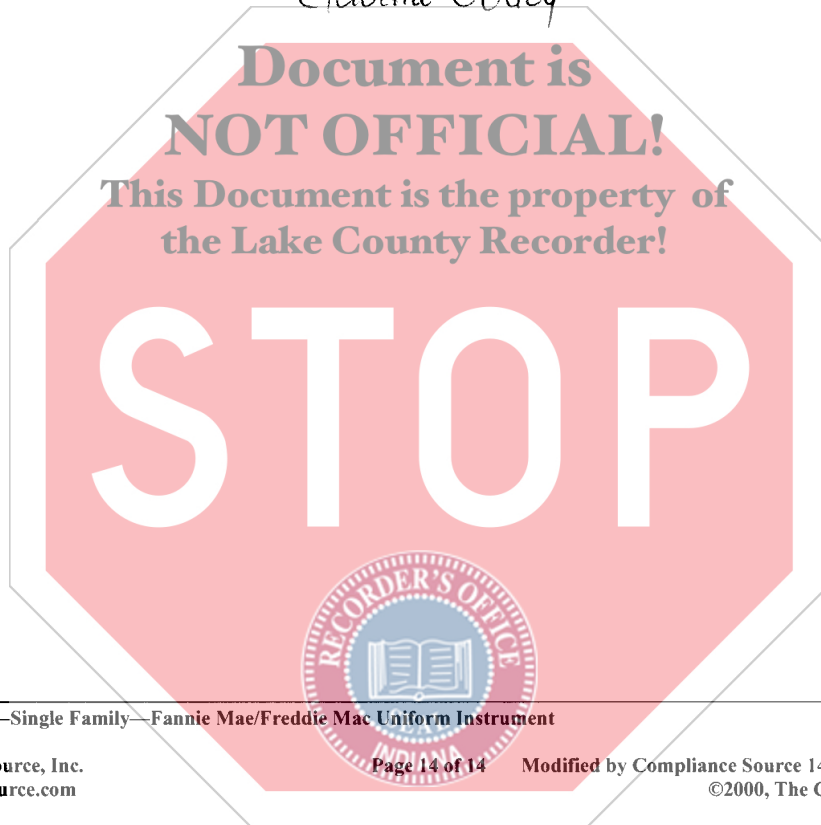 Document is
NOT OFFICIAL!
This Document is the property of
the Lake County Recorder!
STOP
RECORDER'S OFFICE
INDIANA
—Single Family—Fannie Mae/Freddie Mac Uniform Instrument
ource, Inc. Page 14 of 14 Modified by Compliance Source 14
urce.com ©2000, The C